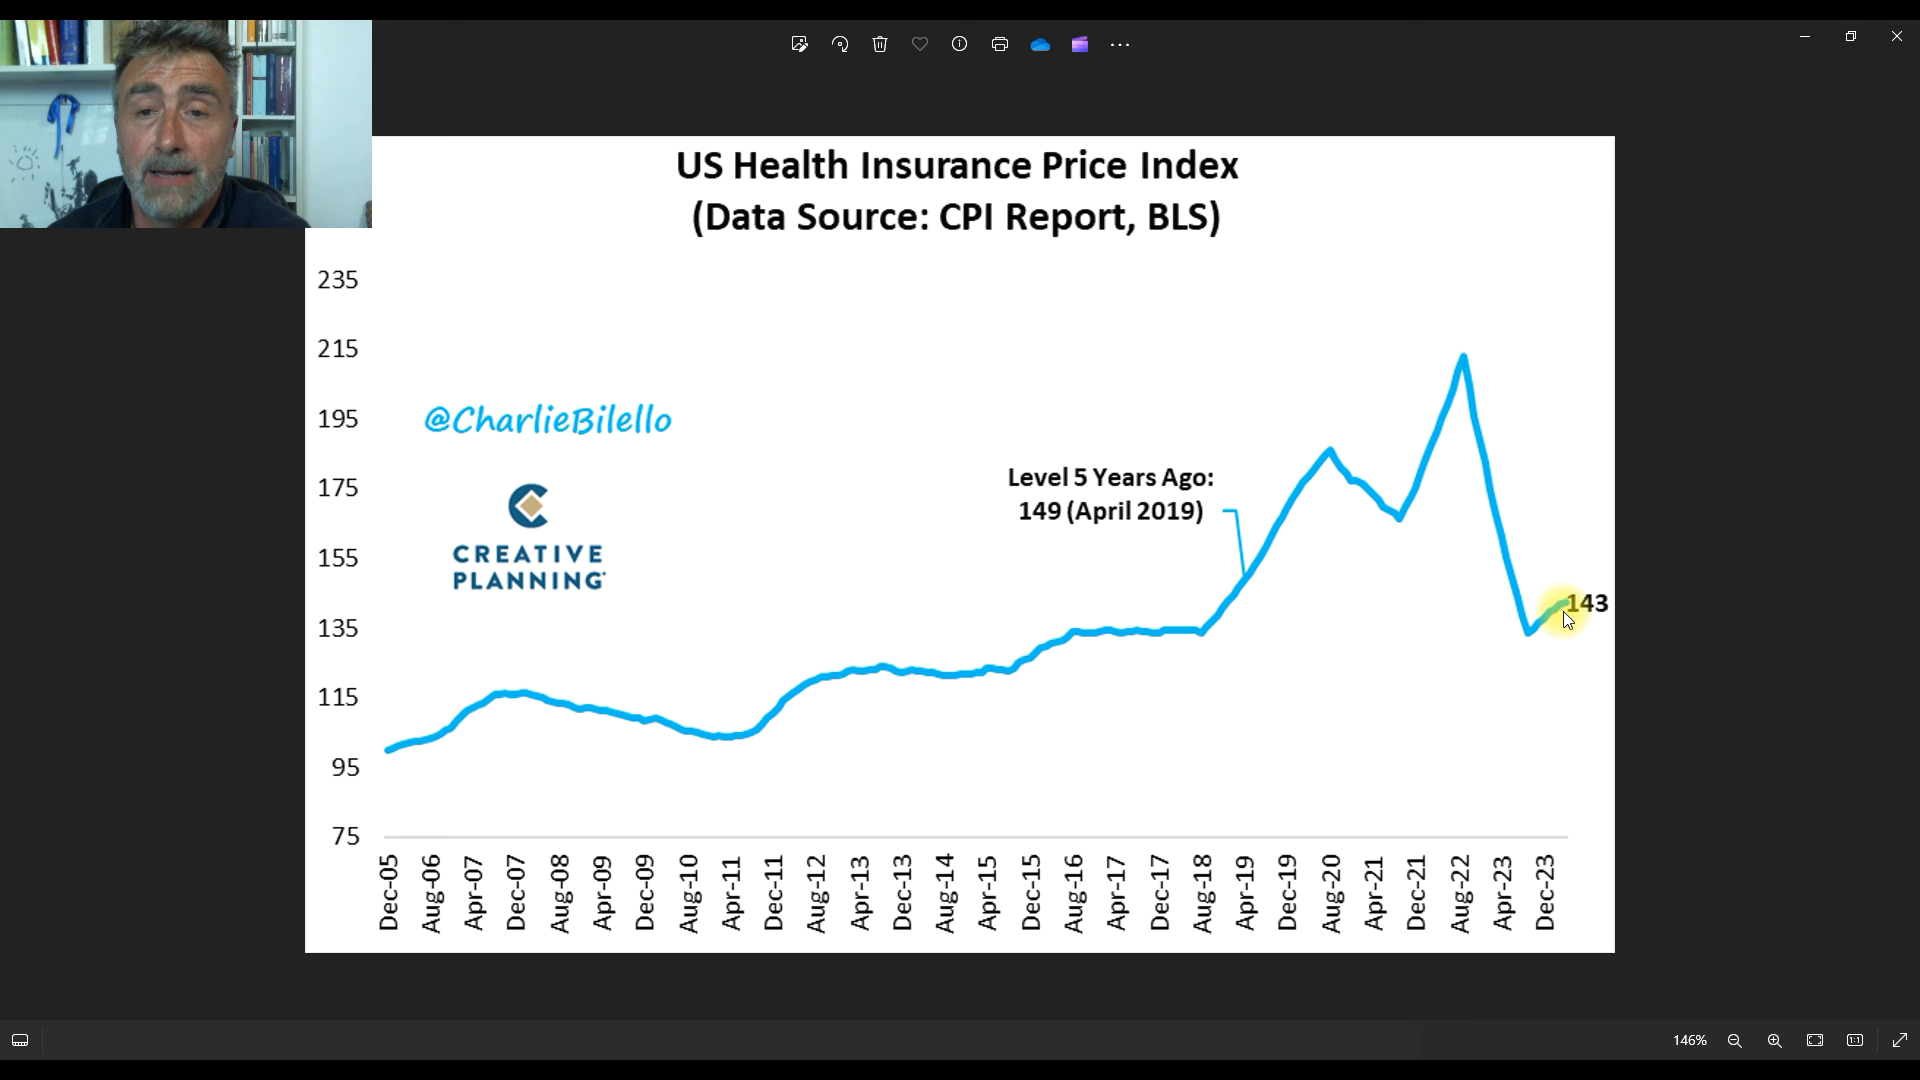 US Health Insurance Price Index
(Data Source: CPI Report, BLS)
235
215
195
175
155
135
115
95
75
@CharlieBilello
CREATIVE
PLANNING
Level 5 Years Ago:
149 (April 2019)
143
Dec-05
Aug-06
Apr-07
Dec-07
Aug-08
Apr-09
Dec-09
Aug-10
Apr-11
Dec-11
Aug-12
Apr-13
Dec-13
Aug-14
Apr-15
Dec-15
Aug-16
Apr-17
Dec-17
Aug-18
Apr-19
Dec-19
Aug-20
Apr-21
Dec-21
Aug-22
Apr-23
Dec-23
146%
1:1